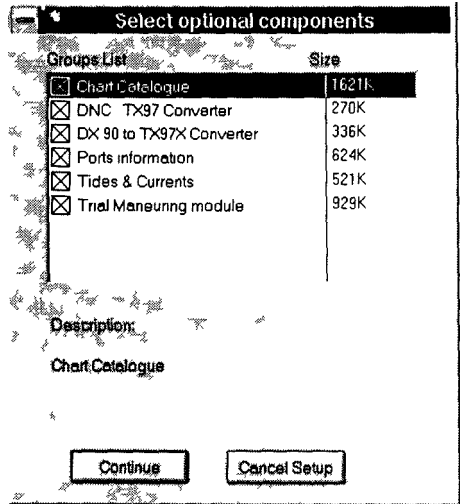 Select optional components
Groups List Size
Chart Catalogue 1621K
DNC TX97 Converter 270K
DX 90 to TX97X Converter 336K
Ports information 624K
Tides & Currents 521K
Trial Maneuring module 929K
Description:
Chart Catalogue
Continue Cancel Setup